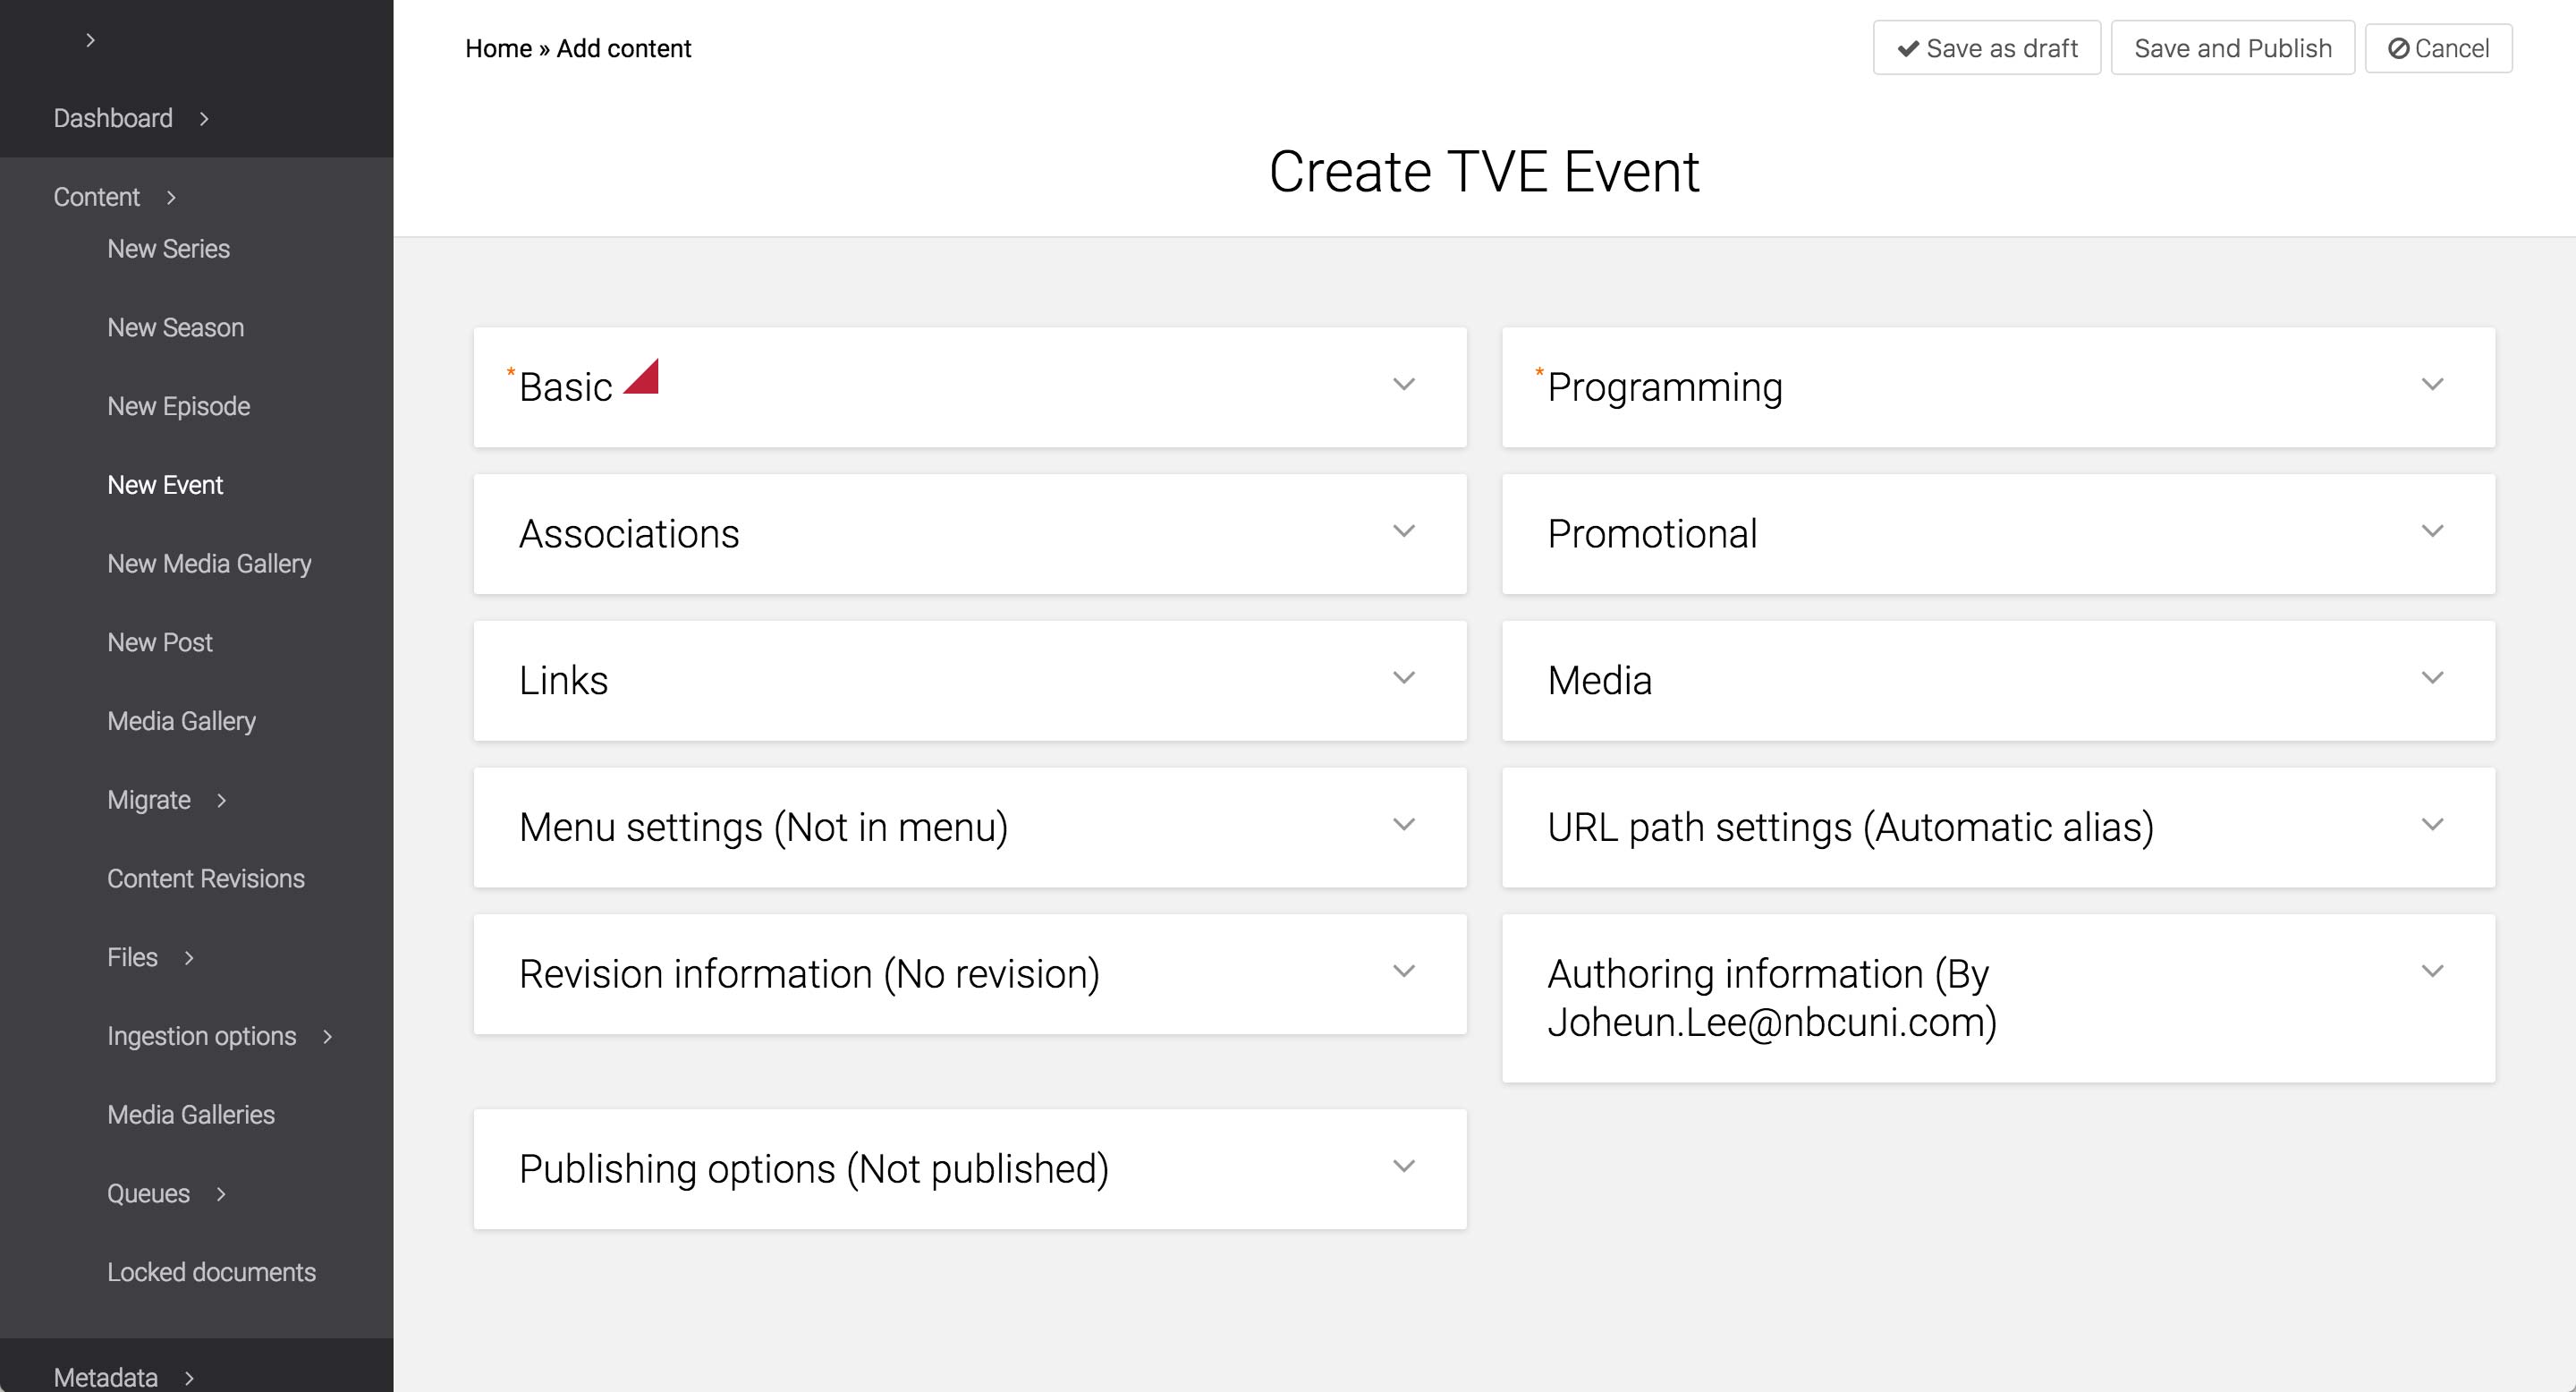 Dashboard
Content
New Series
New Season
New Episode
New Event
New Media Gallery
New Post
Media Gallery
Migrate
Content Revisions
Files
Ingestion options
Media Galleries
Queues
Locked documents
Metadata
Home » Add content
Save as draft
Save and Publish
Cancel
Create TVE Event
*Basic
*Programming
Associations
Promotional
Links
Media
Menu settings (Not in menu)
URL path settings (Automatic alias)
Revision information (No revision)
Authoring information (By
Joheun.Lee@nbcuni.com)
Publishing options (Not published)